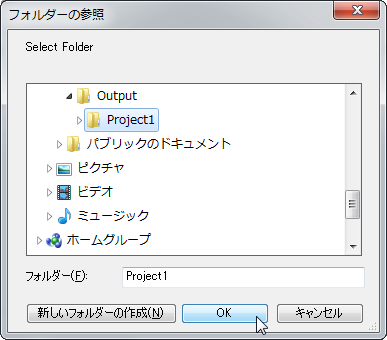 フォルダーの参照
Select Folder
Output
Project1
パブリックのドキュメント
ピクチャ
ビデオ
ミュージック
ホームグループ
フォルダー(F): Project1
新しいフォルダーの作成(N) OK キャンセル